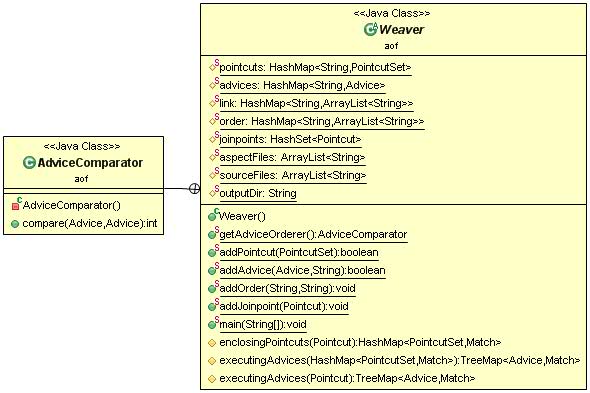 <<Java Class>>
AdviceComparator
aof
AdviceComparator()
compare(Advice,Advice):int
<<Java Class>>
Weaver
aof
pointcuts: HashMap<String,PointcutSet>
advices: HashMap<String,Advice>
link: HashMap<String,ArrayList<String>>
order: HashMap<String,ArrayList<String>>
joinpoints: HashSet<Pointcut>
aspectFiles: ArrayList<String>
sourceFiles: ArrayList<String>
outputDir: String
Weaver()
getAdviceOrderer():AdviceComparator
addPointcut(PointcutSet):boolean
addAdvice(Advice,String):boolean
addOrder(String,String):void
addJoinpoint(Pointcut):void
main(String[]):void
enclosingPointcuts(Pointcut):HashMap<PointcutSet,Match>
executingAdvices(HashMap<PointcutSet,Match>):TreeMap<Advice,Match>
executingAdvices(Pointcut):TreeMap<Advice,Match>